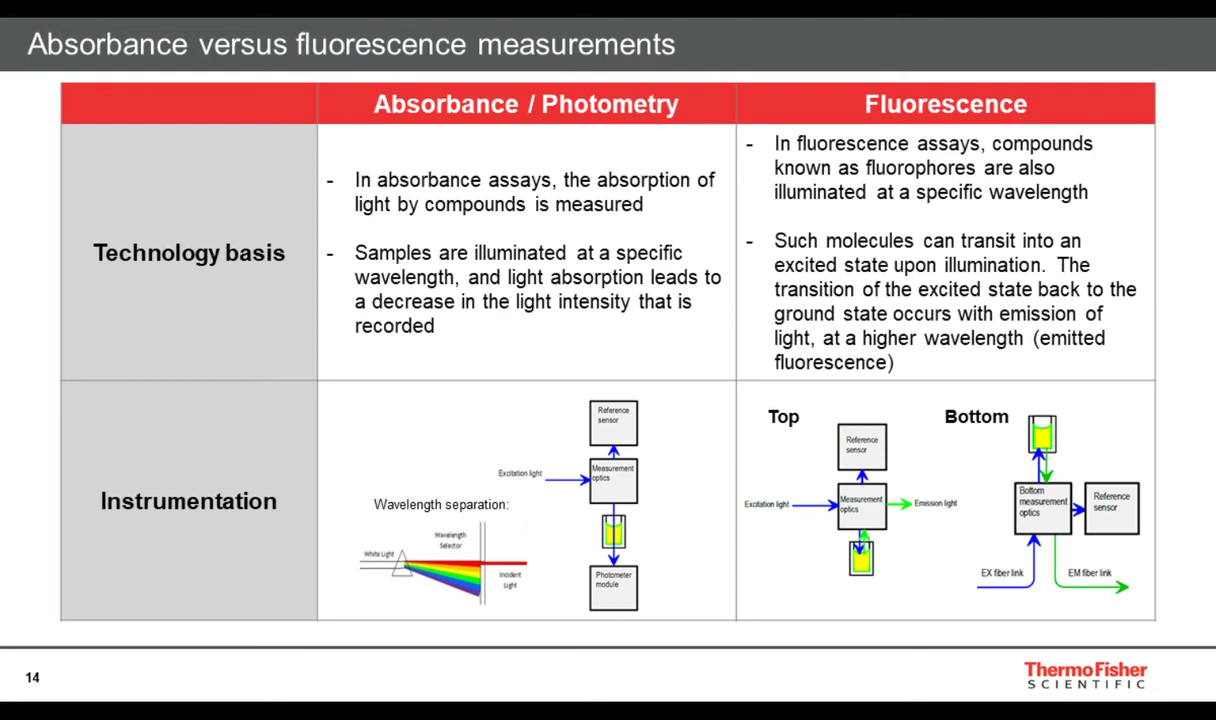 Absorbance versus fluorescence measurements
Absorbance / Photometry
Fluorescence
Technology basis
- In absorbance assays, the absorption of
light by compounds is measured
- Samples are illuminated at a specific
wavelength, and light absorption leads to
a decrease in the light intensity that is
recorded
- In fluorescence assays, compounds
known as fluorophores are also
illuminated at a specific wavelength
- Such molecules can transit into an
excited state upon illumination. The
transition of the excited state back to the
ground state occurs with emission of
light, at a higher wavelength (emitted
fluorescence)
Instrumentation
Wavelength separation:
White Light
Wavelength
Selector
Incident
Light
Reference
sensor
Excitation light
Measurement
optics
Photometer
module
Top
Reference
sensor
Excitation light
Measurement
optics
Emission light
Bottom
Bottom
measurement
optics
Reference
sensor
EX fiber link
EM fiber link
14
ThermoFisher
SCIENTIFIC